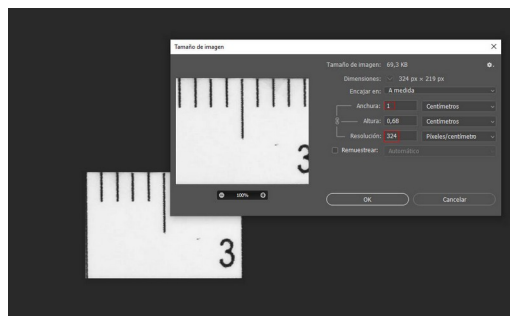 Tamaño de imagen
Tamaño de imagen: 69,3 KB
Dimensiones: 324 px × 219 px
Encajar en: A medida
Anchura: 1 Centímetros
Altura: 0,68 Centímetros
Resolución: 324 Píxeles/centímetro
Remuestrear: Automático
3
100%
OK Cancelar
3